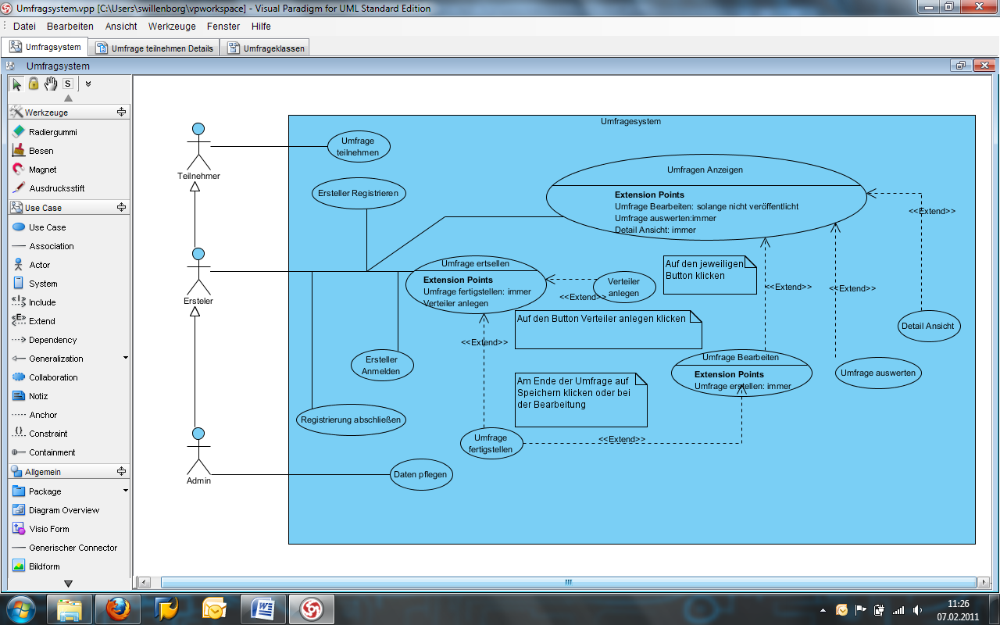 Umfragsystem.vpp [C:\Users\swillenborg\vpworkspace] - Visual Paradigm for UML Standard Edition
Datei Bearbeiten Ansicht Werkzeuge Fenster Hilfe
Umfragsystem Umfrage teilnehmen Details Umfrageklassen
Umfragsystem
S
Werkzeuge
Radiergummi
Besen
Magnet
Ausdrucksstift
Use Case
Use Case
Association
Actor
System
Include
Extend
Dependency
Generalization
Collaboration
Notiz
Anchor
Constraint
Containment
Allgemein
Package
Diagram Overview
Visio Form
Generischer Connector
Bildform
Umfragesystem
Teilnehmer
Umfrage
teilnehmen
Ersteller Registrieren
Umfragen Anzeigen
Extension Points
Umfrage Bearbeiten: solange nicht veröffentlicht
Umfrage auswerten:immer
Detail Ansicht: immer
<<Extend>>
Ersteler
Umfrage ertsellen
Extension Points
Umfrage fertigstellen: immer
Verteiler anlegen
<<Extend>>
Verteiler
anlegen
Auf den jeweiligen
Button klicken
<<Extend>>
<<Extend>>
Detail Ansicht
Auf den Button Verteiler anlegen klicken
<<Extend>>
Ersteller
Anmelden
Umfrage Bearbeiten
Extension Points
Umfrage erstellen: immer
Umfrage auswerten
Am Ende der Umfrage auf
Speichern klicken oder bei
der Bearbeitung
Registrierung abschließen
Umfrage
fertigstellen
<<Extend>>
Admin
Daten pflegen
11:26
07.02.2011